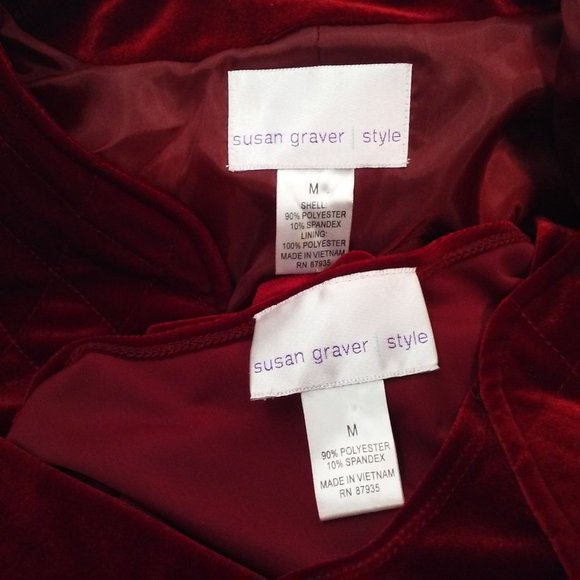 susan graver | style
M
SHELL:
90% POLYESTER
10% SPANDEX
LINING:
100% POLYESTER
MADE IN VIETNAM
RN 87935
susan graver | style
M
90% POLYESTER
10% SPANDEX
MADE IN VIETNAM
RN 87935